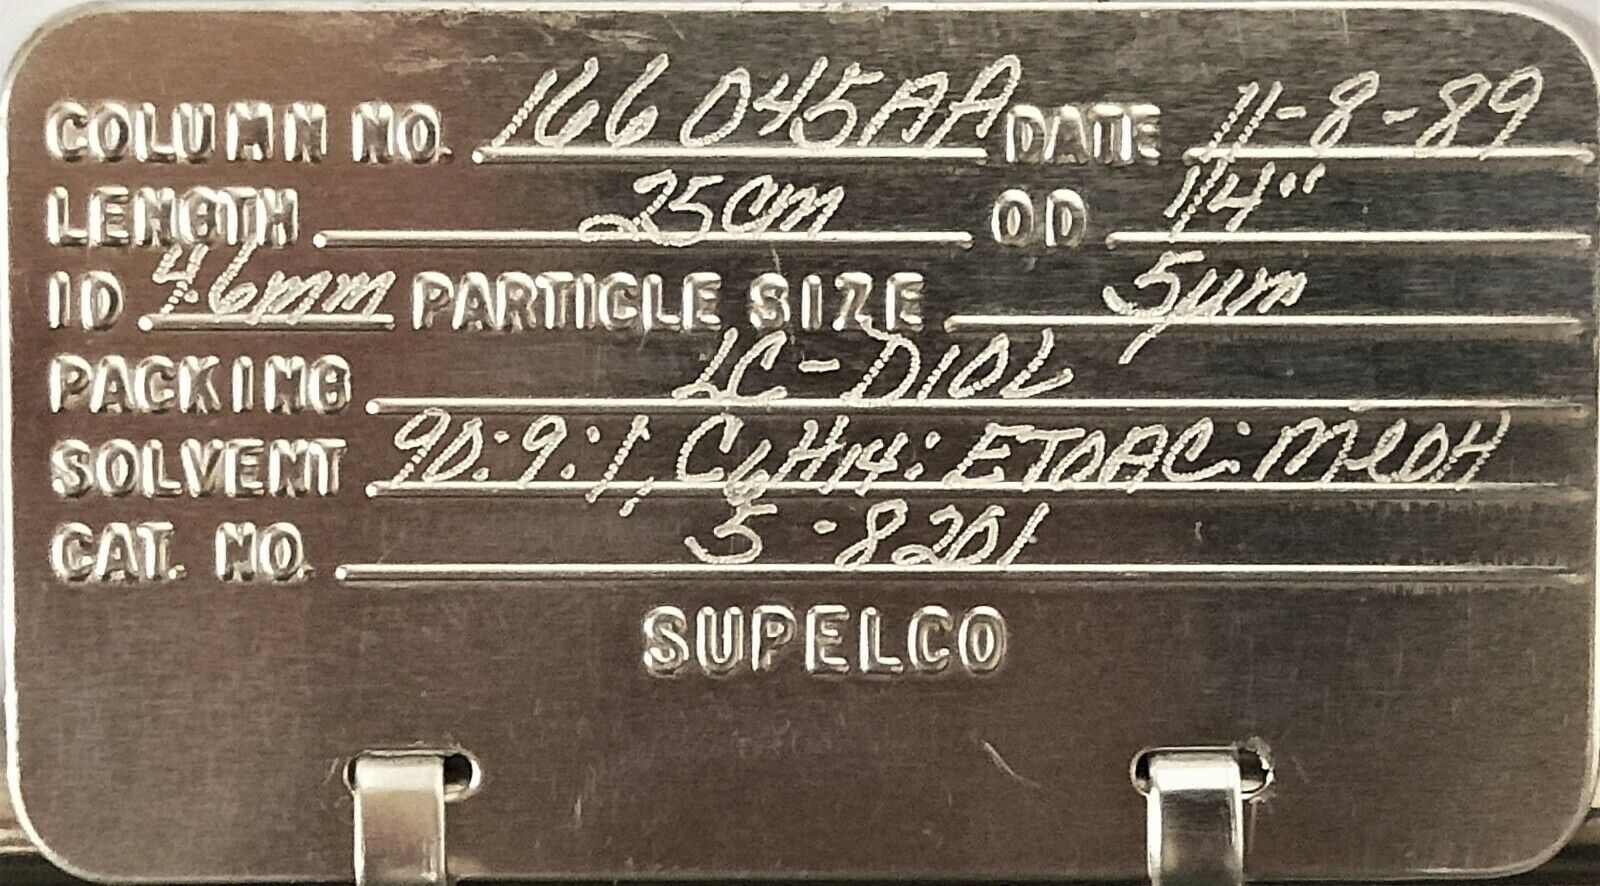 COLUMN NO. 166045AA DATE 11-8-89
LENGTH 25cm OD 1/4"
ID 4.6mm PARTICLE SIZE 5μm
PACKING LC-DIOL
SOLVENT 90:9:1, C6H14: ETOAC: MeOH
CAT. NO. 5-8201
SUPELCO